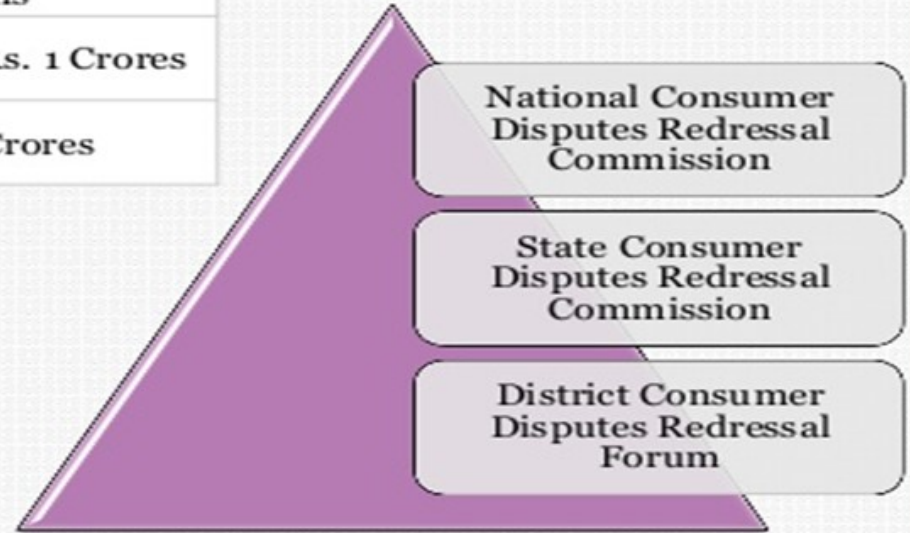 1 Crores
Crores
National Consumer
Disputes Redressal
Commission
State Consumer
Disputes Redressal
Commission
District Consumer
Disputes Redressal
Forum